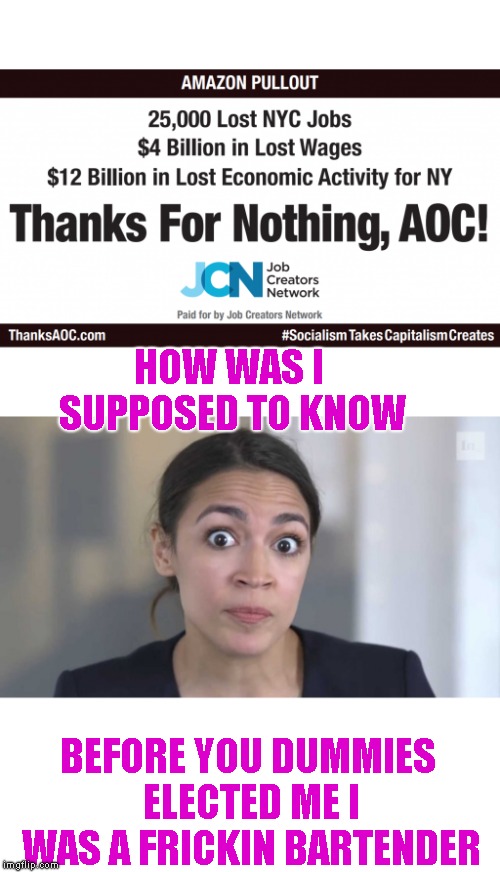 AMAZON PULLOUT
25,000 Lost NYC Jobs
$4 Billion in Lost Wages
$12 Billion in Lost Economic Activity for NY
Thanks For Nothing, AOC!
JCN Job
Creators
Network
Paid for by Job Creators Network
ThanksAOC.com #SocialismTakesCapitalismCreates
HOW WAS I
SUPPOSED TO KNOW
BEFORE YOU DUMMIES
ELECTED ME I
WAS A FRICKIN BARTENDER
imgflip.com